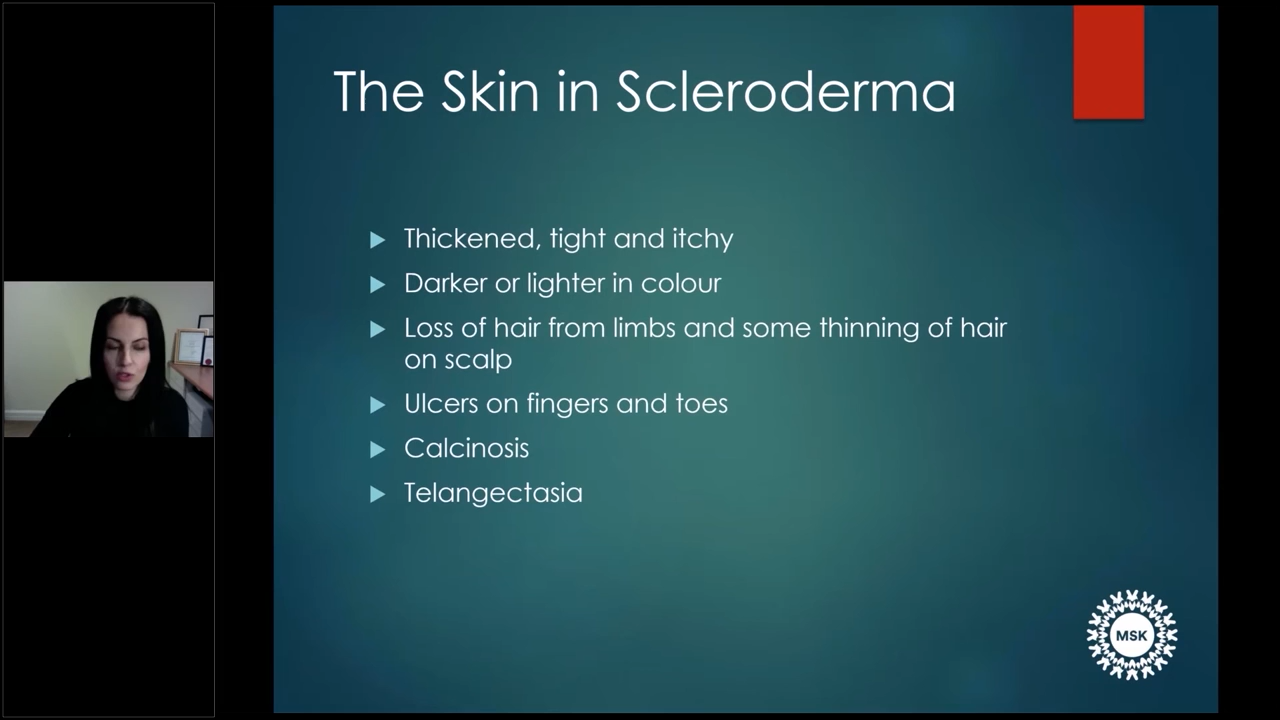 The Skin in Scleroderma
Thickened, tight and itchy
Darker or lighter in colour
Loss of hair from limbs and some thinning of hair
on scalp
Ulcers on fingers and toes
Calcinosis
Telangectasia
MSK